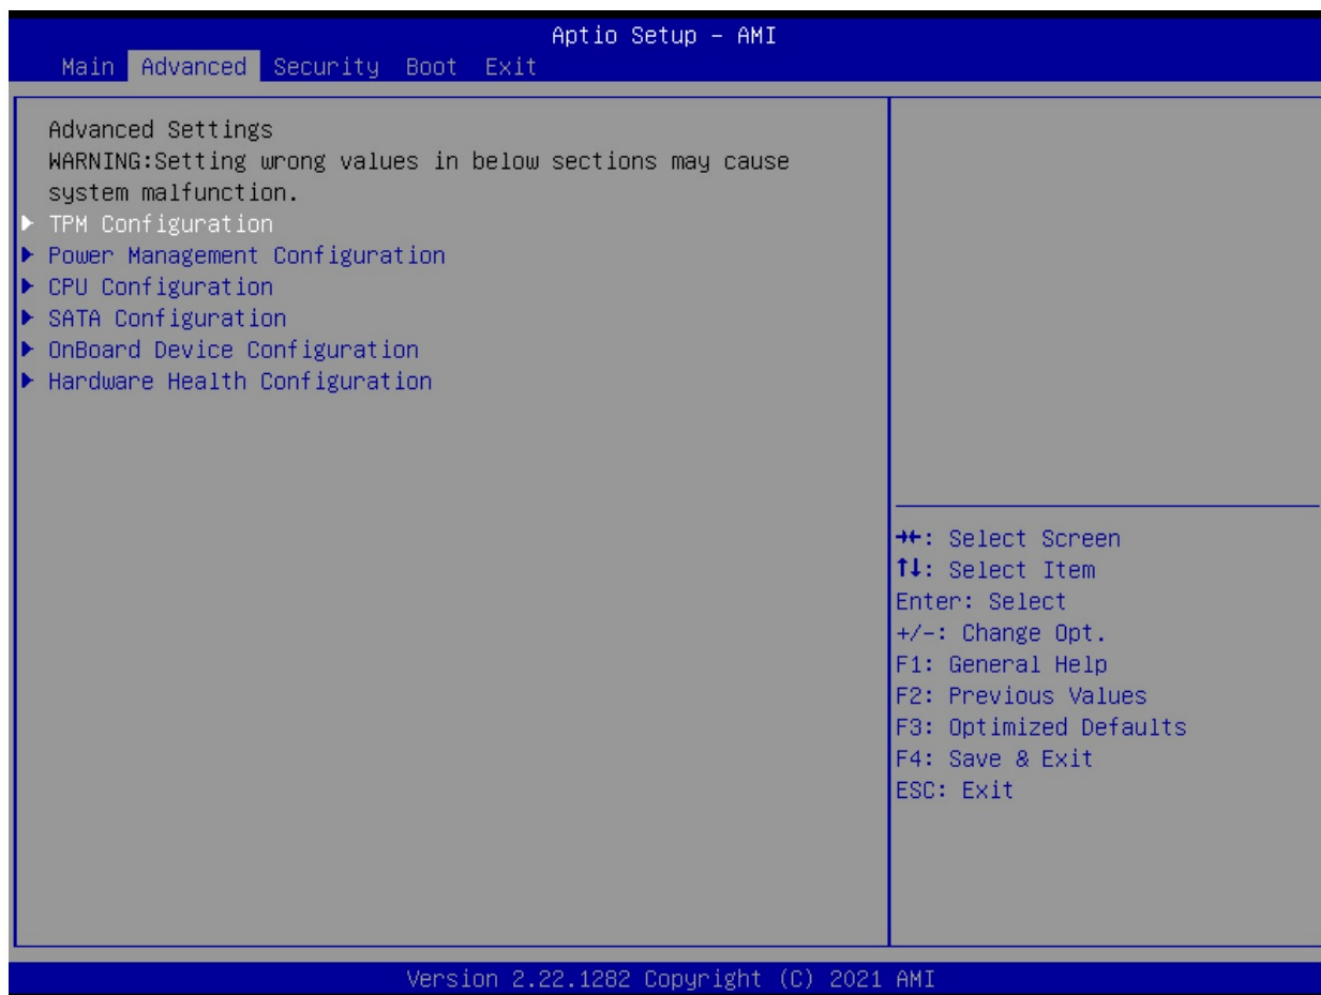 Aptio Setup - AMI
Main Advanced Security Boot Exit
Advanced Settings
WARNING:Setting wrong values in below sections may cause
system malfunction.
TPM Configuration
Power Management Configuration
CPU Configuration
SATA Configuration
OnBoard Device Configuration
Hardware Health Configuration
→←: Select Screen
↑↓: Select Item
Enter: Select
+/-: Change Opt.
F1: General Help
F2: Previous Values
F3: Optimized Defaults
F4: Save & Exit
ESC: Exit
Version 2.22.1282 Copyright (C) 2021 AMI